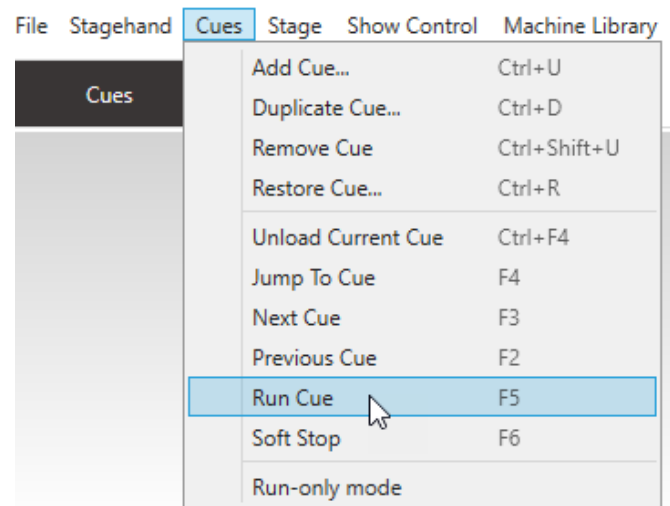 File Stagehand Cues Stage Show Control Machine Library
Cues
Add Cue... Ctrl+U
Duplicate Cue... Ctrl+D
Remove Cue Ctrl+Shift+U
Restore Cue... Ctrl+R
Unload Current Cue Ctrl+F4
Jump To Cue F4
Next Cue F3
Previous Cue F2
Run Cue F5
Soft Stop F6
Run-only mode